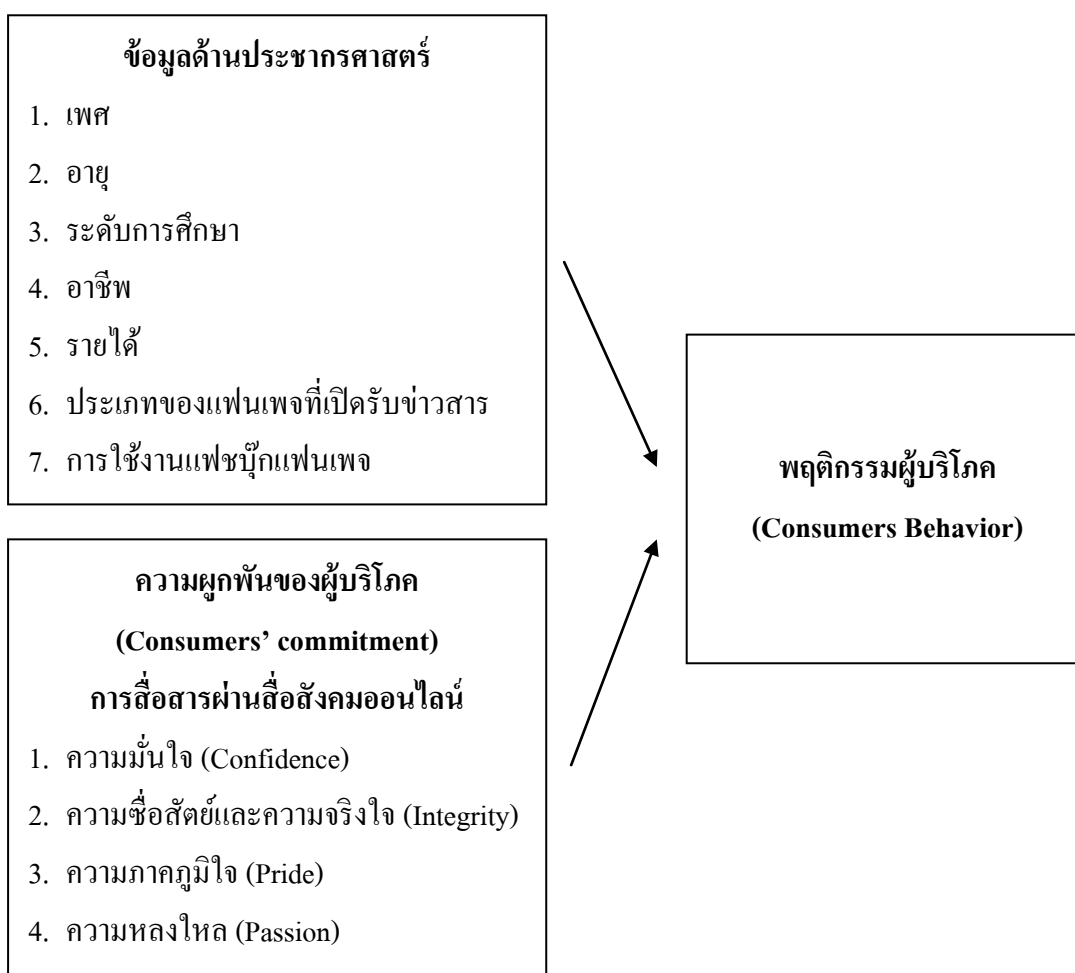 ข้อมูลด้านประชากรศาสตร์
1. เพศ
2. อายุ
3. ระดับการศึกษา
4. อาชีพ
5. รายได้
6. ประเภทของแฟนเพจที่เปิดรับข่าวสาร
7. การใช้งานแฟซบุ๊กแฟนเพจ
ความผูกพันของผู้บริโภค
(Consumers’ commitment)
การสื่อสารผ่านสื่อสังคมออนไลน์
1. ความมั่นใจ (Confidence)
2. ความซื่อสัตย์และความจริงใจ (Integrity)
3. ความภาคภูมิใจ (Pride)
4. ความหลงใหล (Passion)
พฤติกรรมผู้บริโภค
(Consumers Behavior)